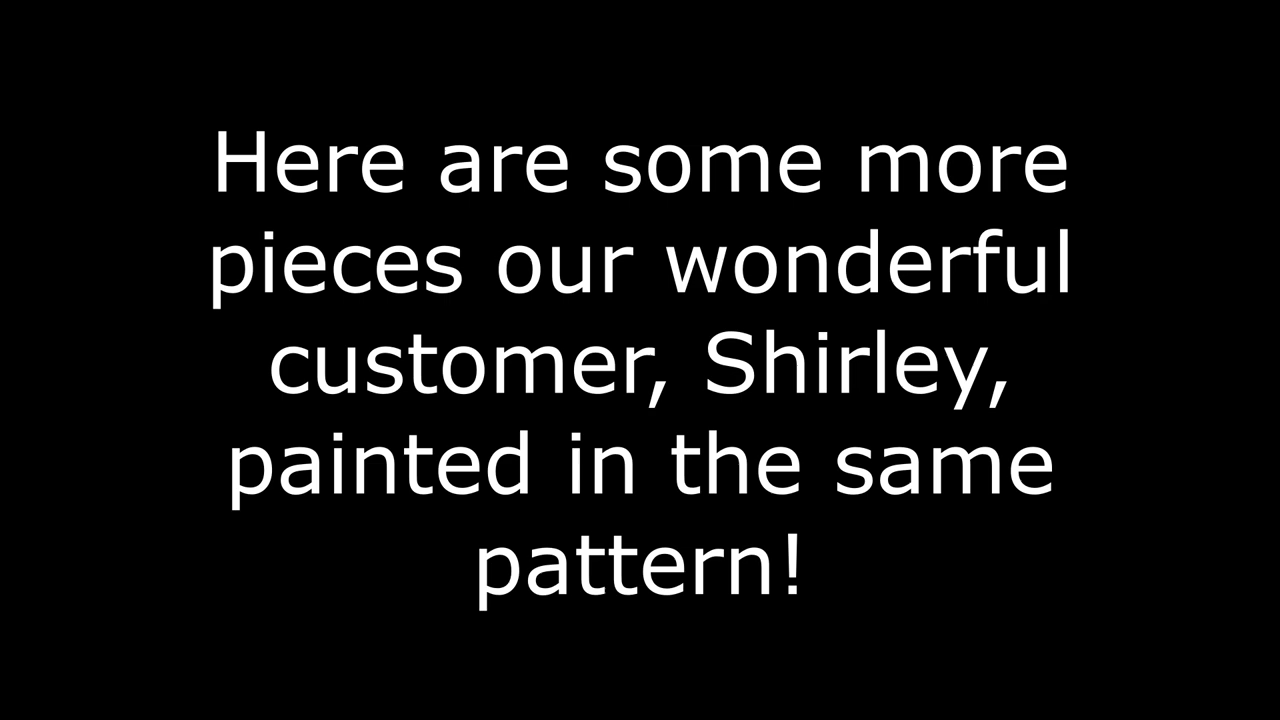 Here are some more
pieces our wonderful
customer, Shirley,
painted in the same
pattern!